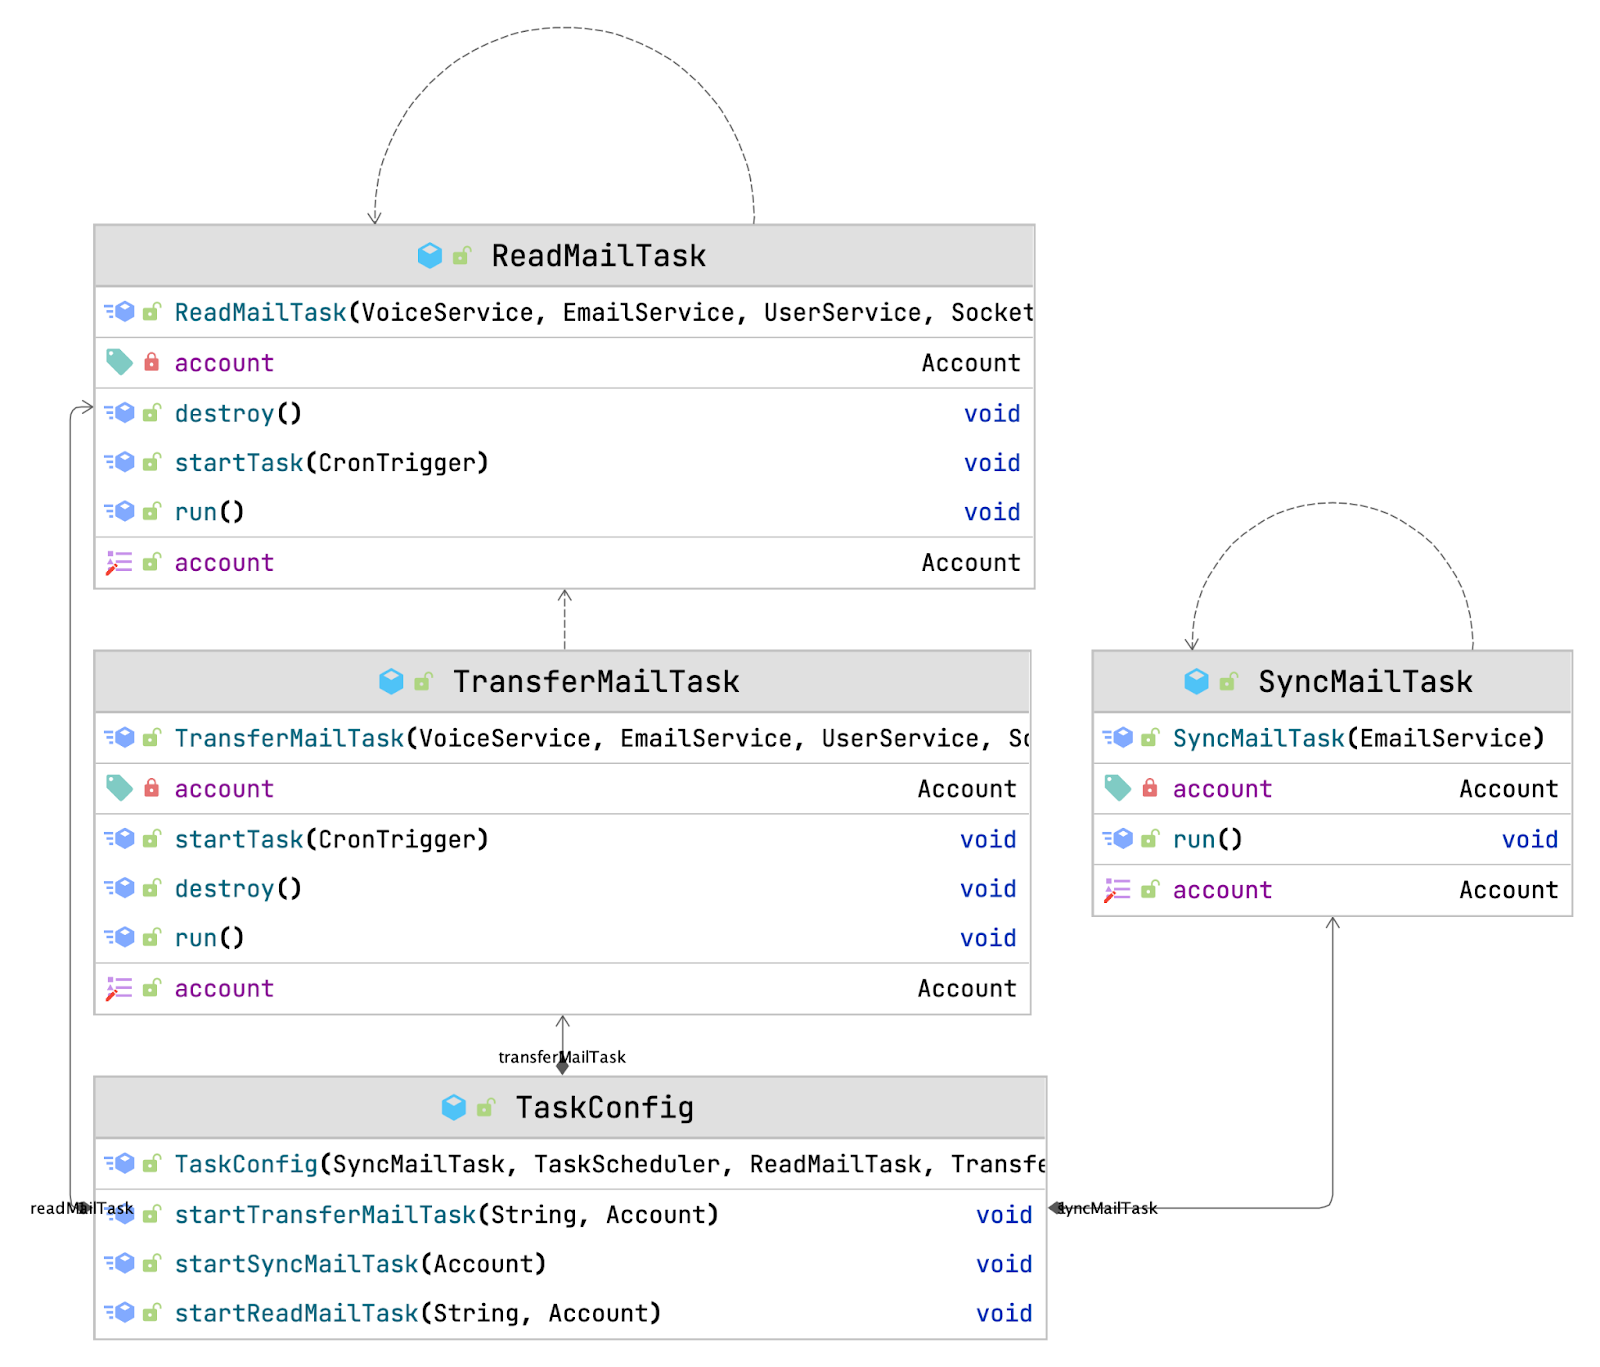 ReadMailTask
ReadMailTask(VoiceService, EmailService, UserService, Socket
account Account
destroy() void
startTask(CronTrigger) void
run() void
account Account
TransferMailTask
TransferMailTask(VoiceService, EmailService, UserService, So
account Account
startTask(CronTrigger) void
destroy() void
run() void
account Account
SyncMailTask
SyncMailTask(EmailService)
account Account
run() void
account Account
transferMailTask
TaskConfig
TaskConfig(SyncMailTask, TaskScheduler, ReadMailTask, Transfe
readMailTask
startTransferMailTask(String, Account) void
syncMailTask
startSyncMailTask(Account) void
startReadMailTask(String, Account) void